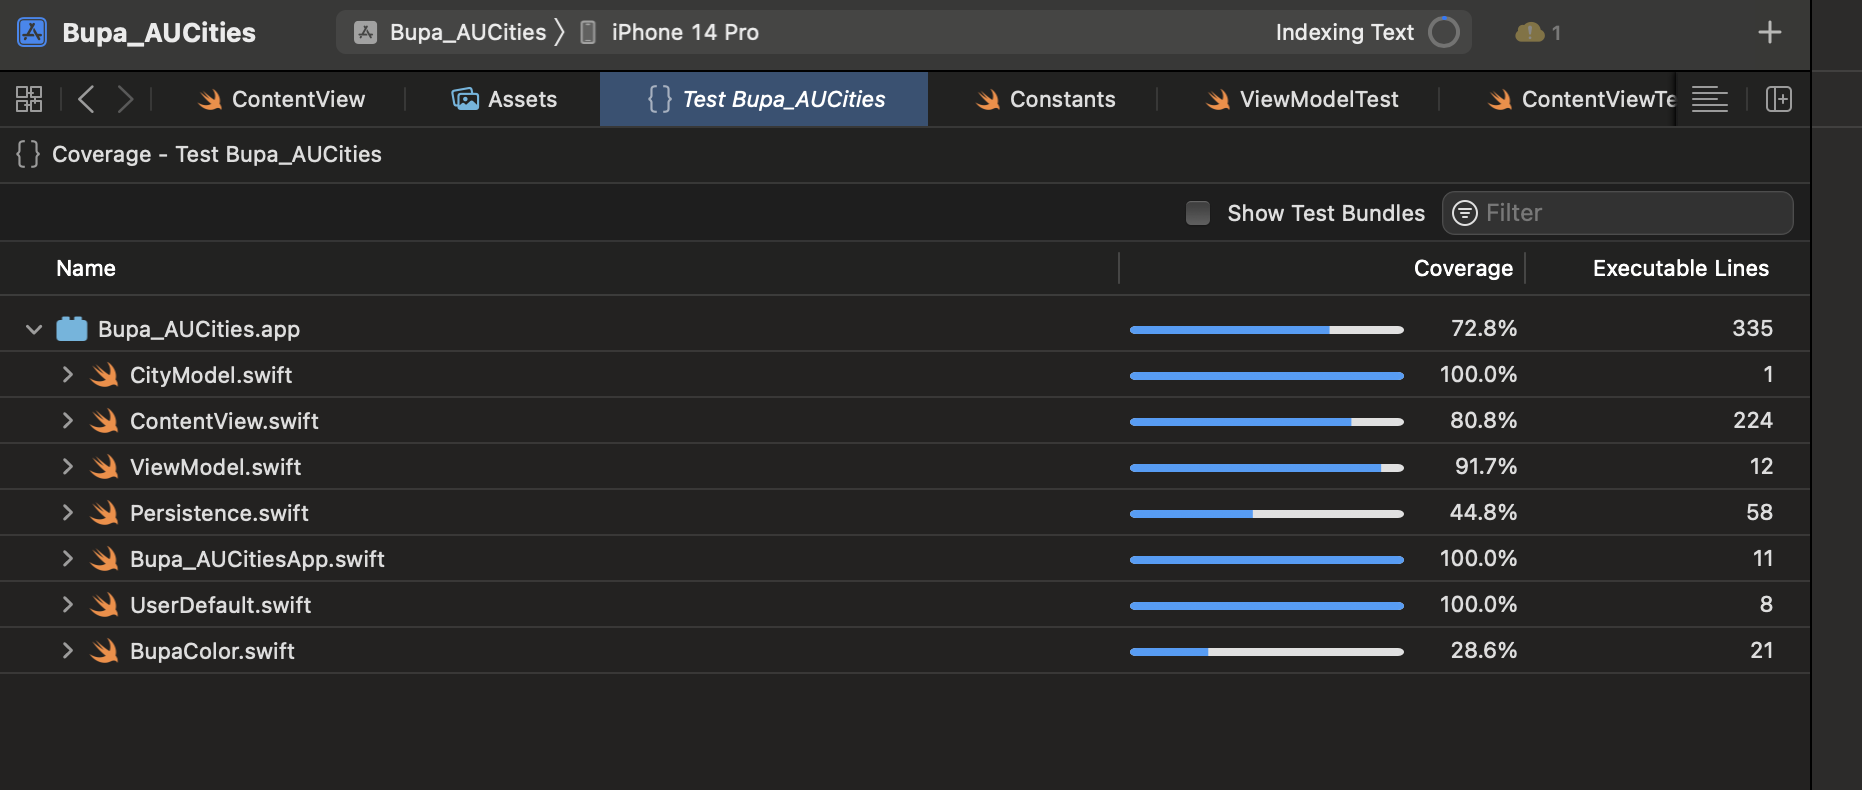 Bupa_AUCities Bupa_AUCities iPhone 14 Pro Indexing Text 1
ContentView Assets { } Test Bupa_AUCities Constants ViewModelTest ContentViewTe
{ } Coverage - Test Bupa_AUCities
Show Test Bundles Filter
Name Coverage Executable Lines
Bupa_AUCities.app 72.8% 335
CityModel.swift 100.0% 1
ContentView.swift 80.8% 224
ViewModel.swift 91.7% 12
Persistence.swift 44.8% 58
Bupa_AUCitiesApp.swift 100.0% 11
UserDefault.swift 100.0% 8
BupaColor.swift 28.6% 21